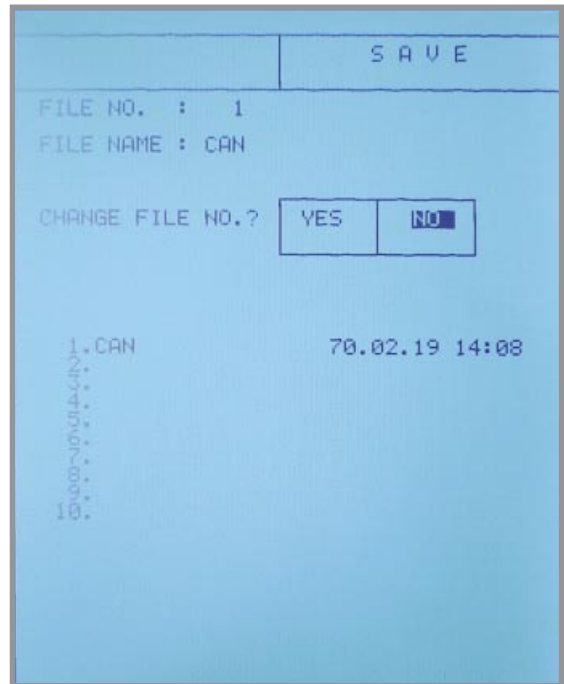 SAVE
FILE NO. : 1
FILE NAME : CAN
CHANGE FILE NO.? YES NO
1.CAN 70.02.19 14:08
2.
3.
4.
5.
6.
7.
8.
9.
10.